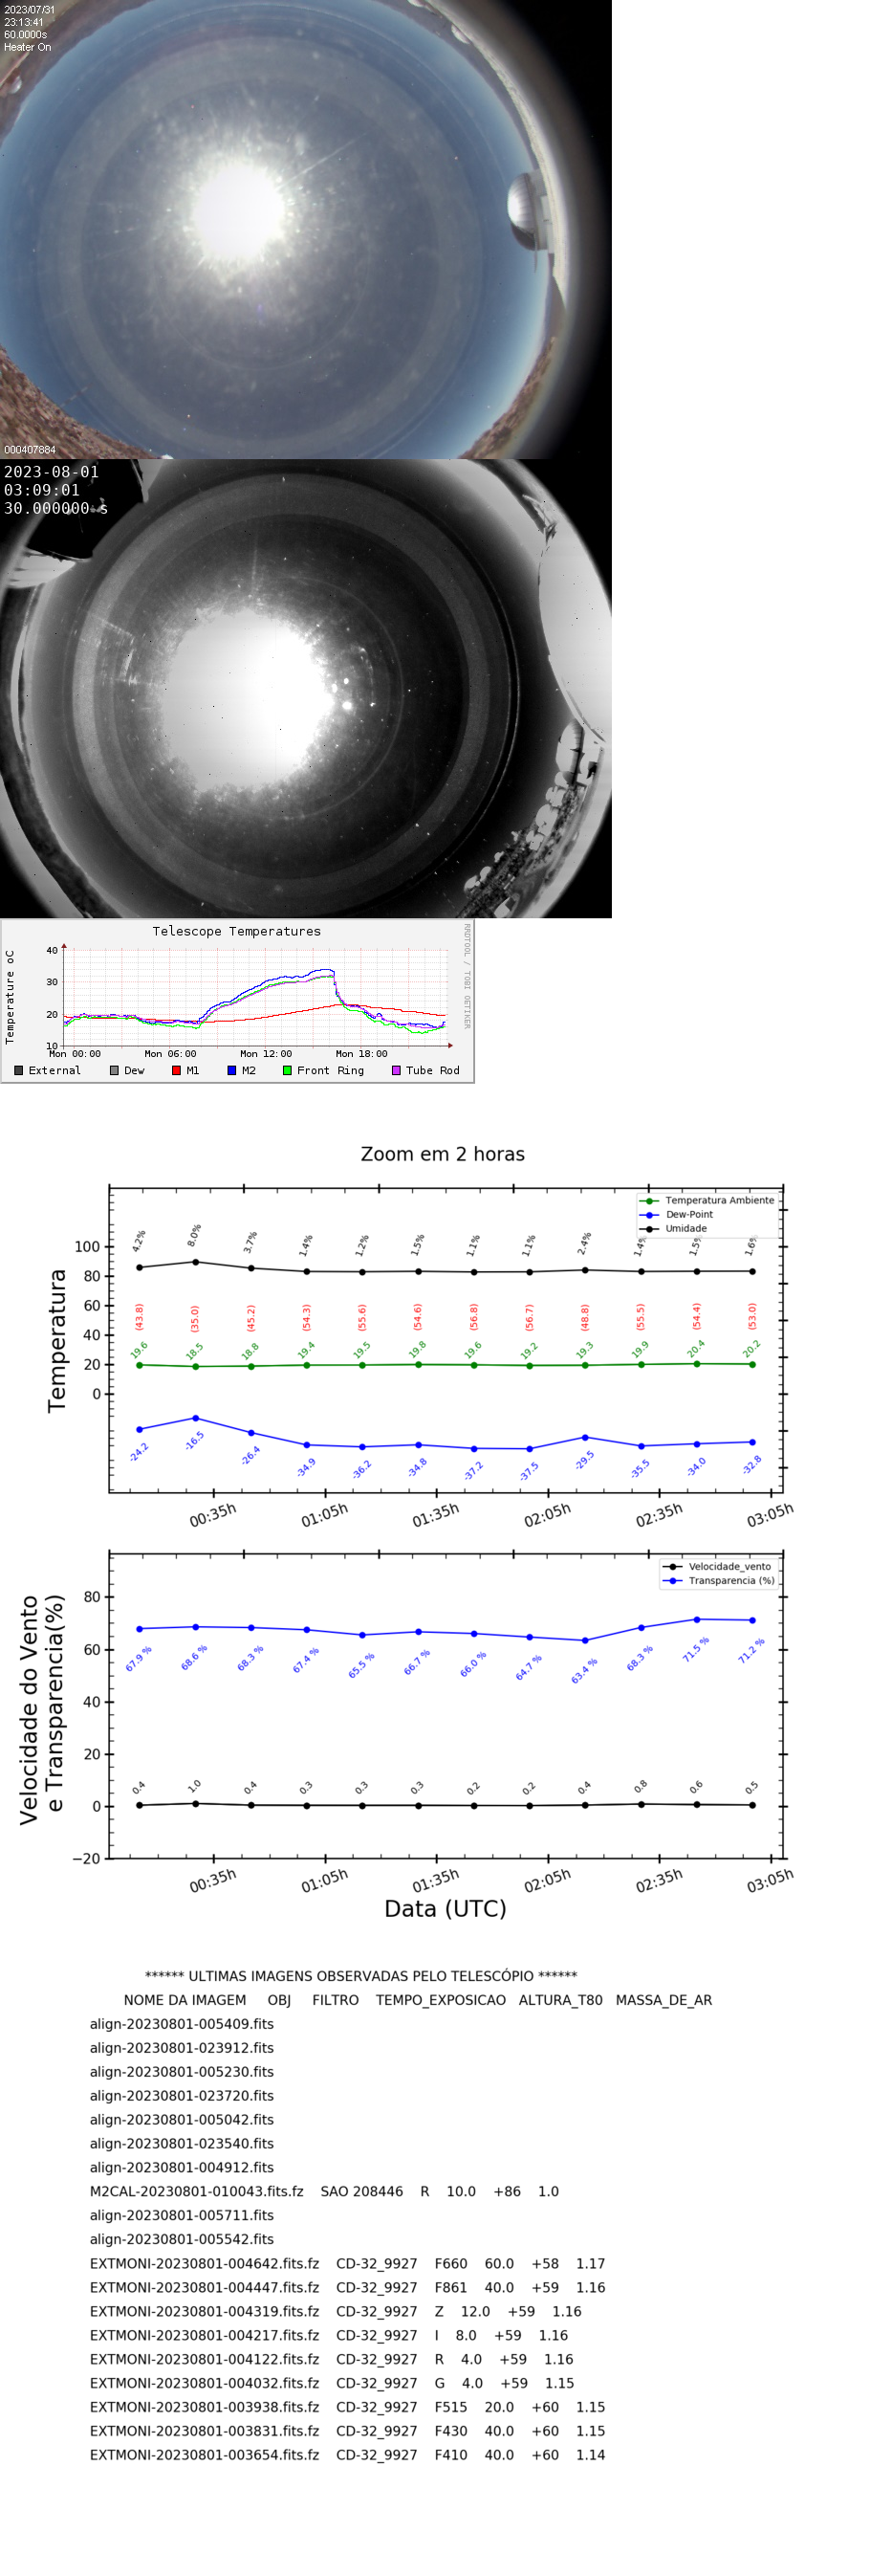 2023/07/31
23:13:41
60.0000s
Heater On
000407884
2023-08-01
03:09:01
30.000000 s
Telescope Temperatures
RRDTOOL / TOBI OETIKER
Temperature oC
40
30
20
10
Mon 00:00 Mon 06:00 Mon 12:00 Mon 18:00
External Dew M1 M2 Front Ring Tube Rod
Zoom em 2 horas
Temperatura Ambiente
Dew-Point
Umidade
4.2% 8.0% 3.7% 1.4% 1.2% 1.5% 1.1% 1.1% 2.4% 1.4% 1.5% 1.6%
(43.8) (35.0) (45.2) (54.3) (55.6) (54.6) (56.8) (56.7) (48.8) (55.5) (54.4) (53.0)
19.6 18.5 18.8 19.4 19.5 19.8 19.6 19.2 19.3 19.9 20.4 20.2
-24.2 -16.5 -26.4 -34.9 -36.2 -34.8 -37.2 -37.5 -29.5 -35.5 -34.0 -32.8
Temperatura
100
80
60
40
20
0
00:35h 01:05h 01:35h 02:05h 02:35h 03:05h
Velocidade_vento
Transparencia (%)
67.9 % 68.6 % 68.3 % 67.4 % 65.5 % 66.7 % 66.0 % 64.7 % 63.4 % 68.3 % 71.5 % 71.2 %
0.4 1.0 0.4 0.3 0.3 0.3 0.2 0.2 0.4 0.8 0.6 0.5
Velocidade do Vento
e Transparencia(%)
80
60
40
20
0
−20
00:35h 01:05h 01:35h 02:05h 02:35h 03:05h
Data (UTC)
****** ULTIMAS IMAGENS OBSERVADAS PELO TELESCÓPIO ******
NOME DA IMAGEM OBJ FILTRO TEMPO_EXPOSICAO ALTURA_T80 MASSA_DE_AR
align-20230801-005409.fits
align-20230801-023912.fits
align-20230801-005230.fits
align-20230801-023720.fits
align-20230801-005042.fits
align-20230801-023540.fits
align-20230801-004912.fits
M2CAL-20230801-010043.fits.fz SAO 208446 R 10.0 +86 1.0
align-20230801-005711.fits
align-20230801-005542.fits
EXTMONI-20230801-004642.fits.fz CD-32_9927 F660 60.0 +58 1.17
EXTMONI-20230801-004447.fits.fz CD-32_9927 F861 40.0 +59 1.16
EXTMONI-20230801-004319.fits.fz CD-32_9927 Z 12.0 +59 1.16
EXTMONI-20230801-004217.fits.fz CD-32_9927 I 8.0 +59 1.16
EXTMONI-20230801-004122.fits.fz CD-32_9927 R 4.0 +59 1.16
EXTMONI-20230801-004032.fits.fz CD-32_9927 G 4.0 +59 1.15
EXTMONI-20230801-003938.fits.fz CD-32_9927 F515 20.0 +60 1.15
EXTMONI-20230801-003831.fits.fz CD-32_9927 F430 40.0 +60 1.15
EXTMONI-20230801-003654.fits.fz CD-32_9927 F410 40.0 +60 1.14